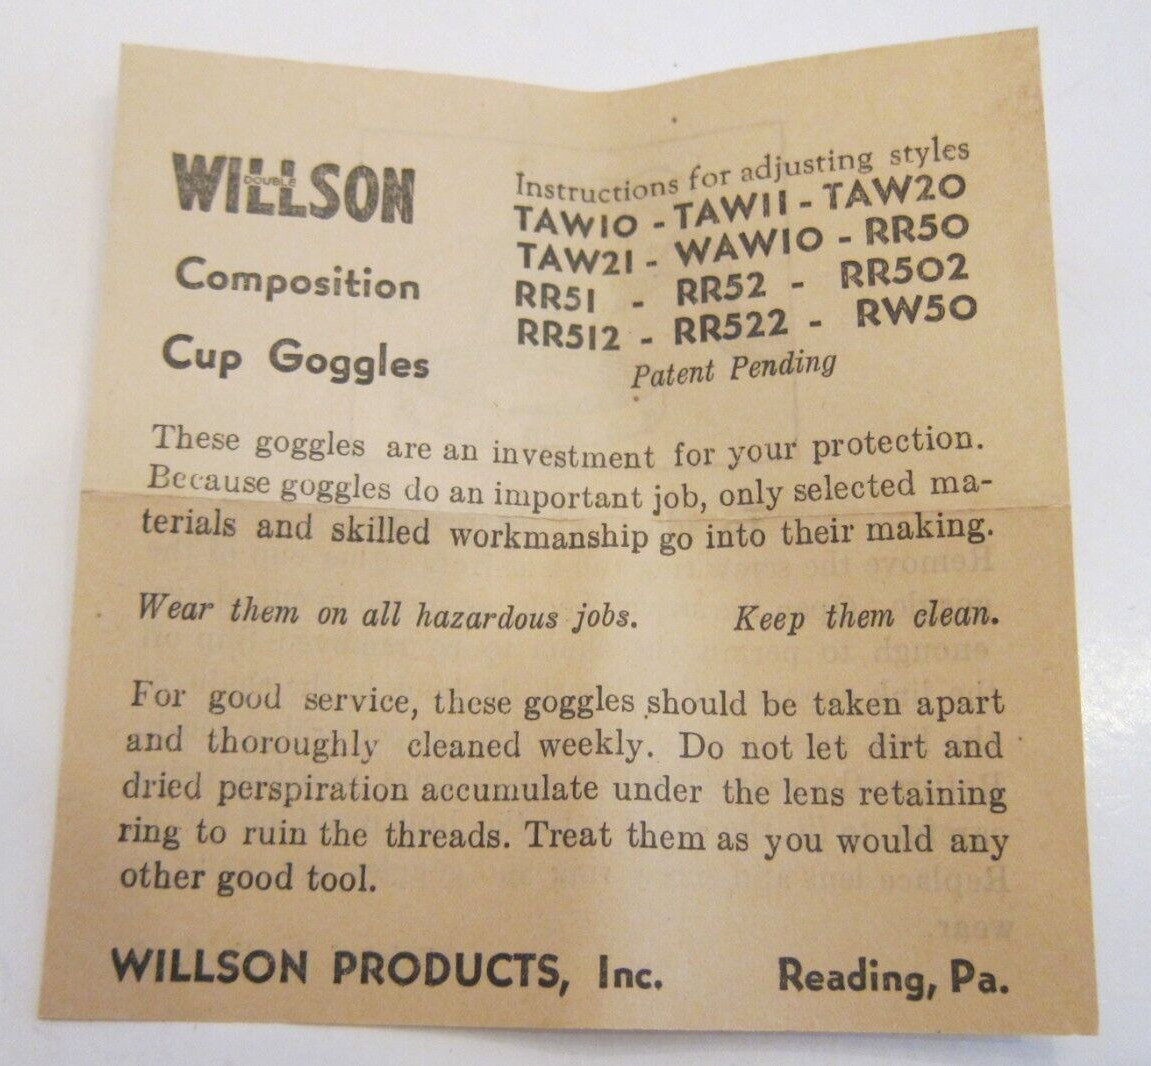 WILLSON
DOUBLE
Composition
Cup Goggles
Instructions for adjusting styles
TAW10 - TAW11 - TAW20
TAW21 - WAW10 - RR50
RR51 - RR52 - RR502
RR512 - RR522 - RW50
Patent Pending
These goggles are an investment for your protection.
Because goggles do an important job, only selected ma-
terials and skilled workmanship go into their making.
Wear them on all hazardous jobs. Keep them clean.
For good service, these goggles should be taken apart
and thoroughly cleaned weekly. Do not let dirt and
dried perspiration accumulate under the lens retaining
ring to ruin the threads. Treat them as you would any
other good tool.
WILLSON PRODUCTS, Inc. Reading, Pa.